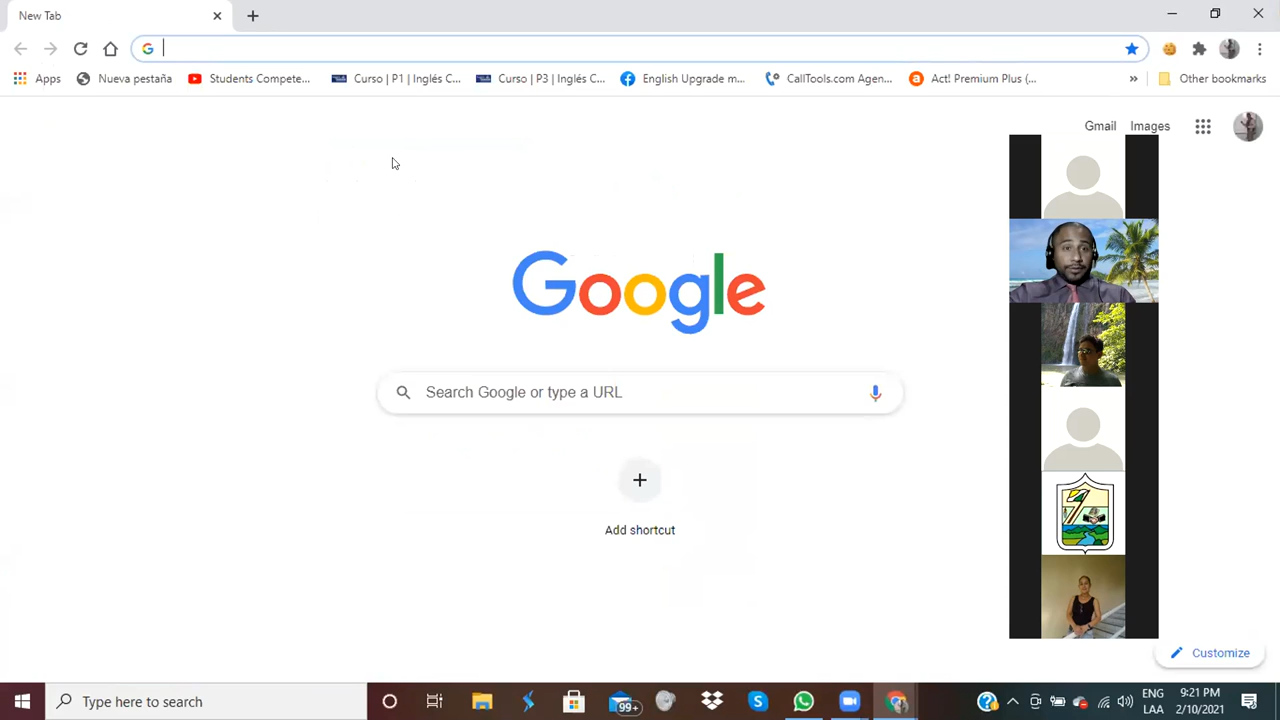 New Tab
Apps
Nueva pestaña
Students Compete...
Curso | P1 | Inglés C...
Curso | P3 | Inglés C...
English Upgrade m...
CallTools.com Agen...
Act! Premium Plus (...
»
Other bookmarks
Gmail
Images
Google
Search Google or type a URL
Add shortcut
Customize
Type here to search
99+
ENG
LAA
9:21 PM
2/10/2021